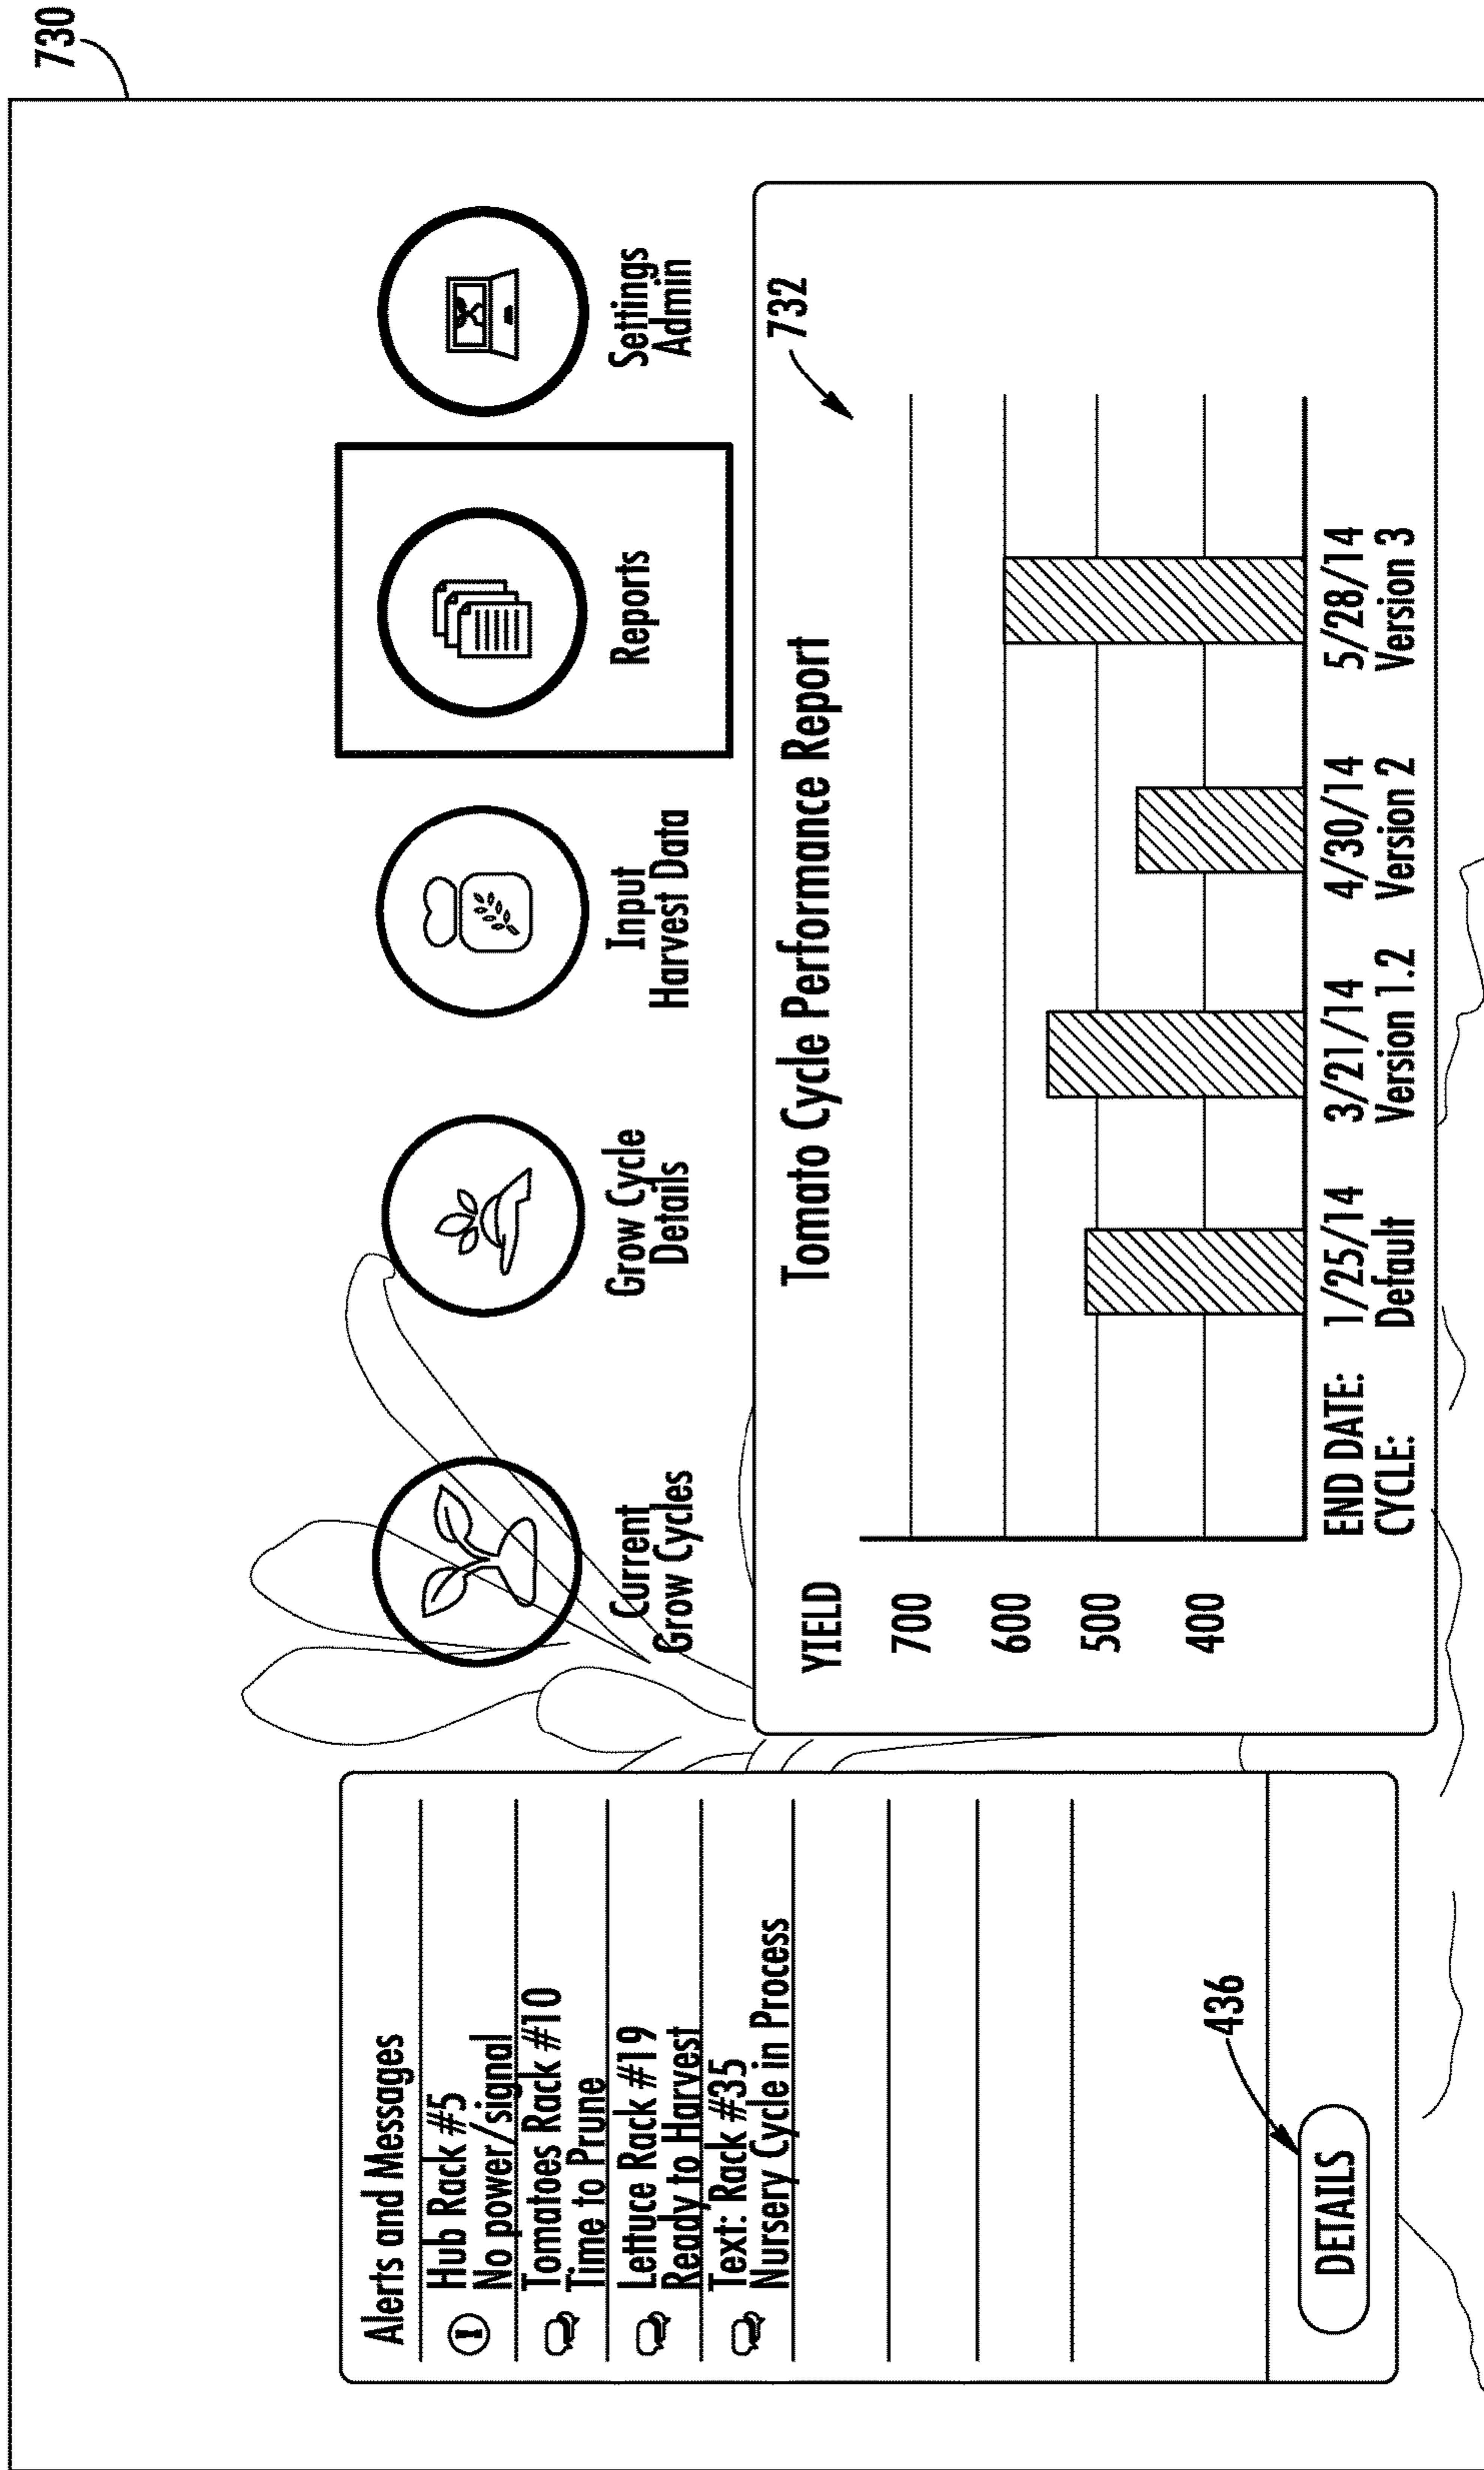 730
Alerts and Messages
Hub Rack #5
No power/signal
Tomatoes Rack #10
Time to Prune
Lettuce Rack #19
Ready to Harvest
Text: Rack #35
Nursery Cycle in Process
436
DETAILS
Current
Grow Cycles
Grow Cycle
Details
Input
Harvest Data
Reports
Settings
Admin
732
Tomato Cycle Performance Report
YIELD
700
600
500
400
END DATE: 1/25/14 3/21/14 4/30/14 5/28/14
CYCLE: Default Version 1.2 Version 2 Version 3